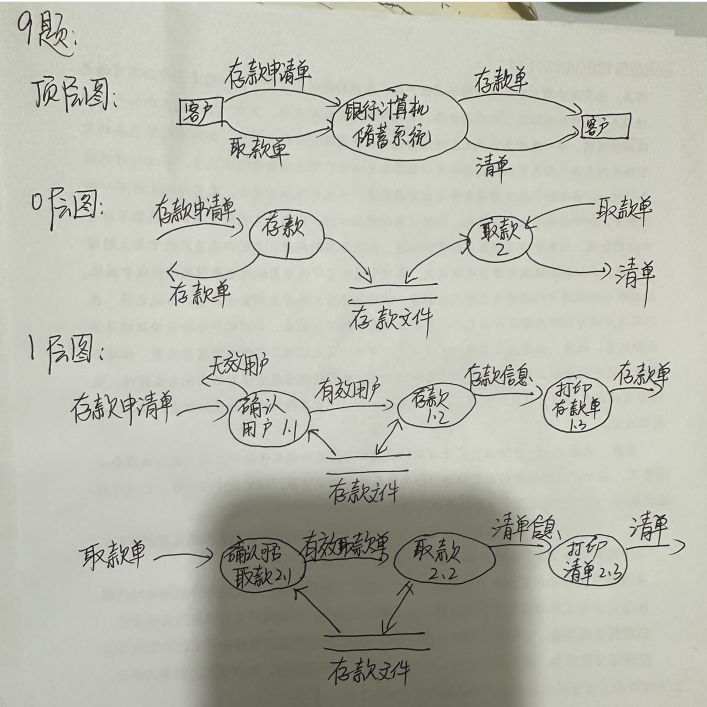 9题:
顶层图:
客户
存款申请单
取款单
银行计算机
储蓄系统
存款单
清单
客户
0层图:
存款申请单
存款单
存款
1
存款文件
取款
2
取款单
清单
1层图:
存款申请单
无效用户
确认
用户1.1
有效用户
存款
1.2
存款信息
打印
存款单
1.3
存款单
存款文件
取款单
确认可否
取款2.1
有效取款单
取款
2.2
清单信息
打印
清单2.3
清单
存款文件